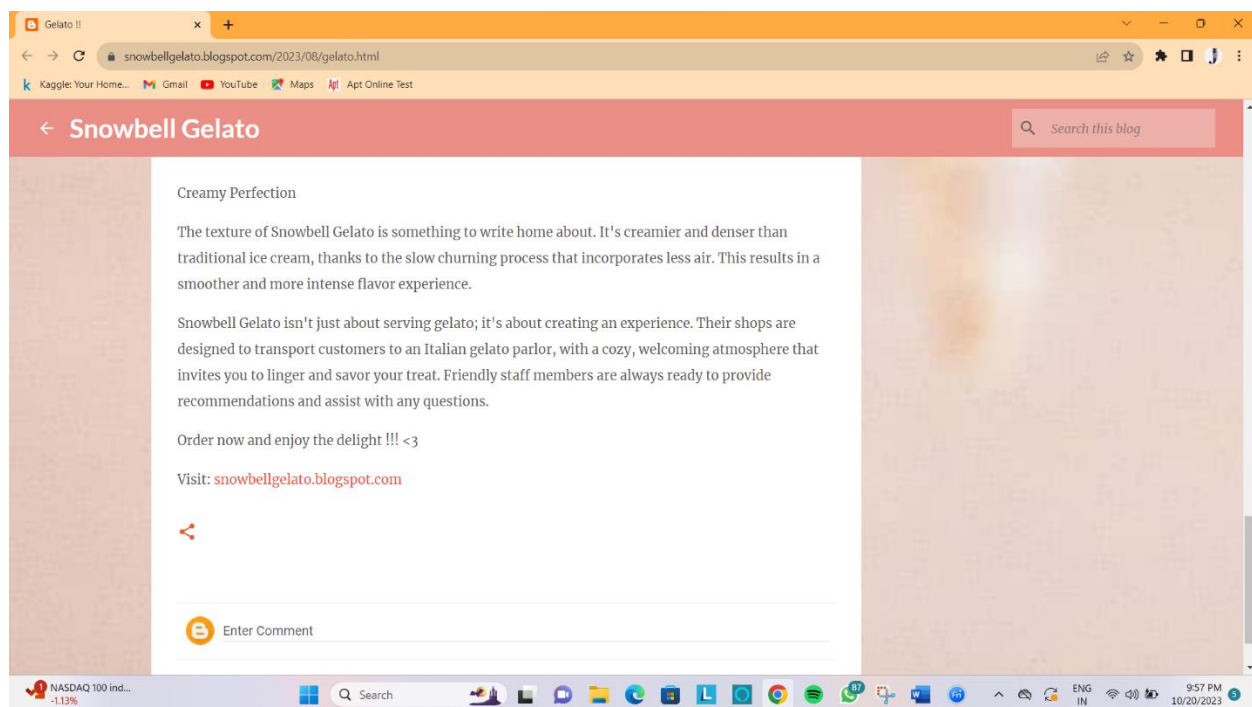 Gelato !!
snowbellgelato.blogspot.com/2023/08/gelato.html
Kaggle: Your Home... Gmail YouTube Maps Apt Apt Online Test
Snowbell Gelato
Search this blog
Creamy Perfection
The texture of Snowbell Gelato is something to write home about. It's creamier and denser than
traditional ice cream, thanks to the slow churning process that incorporates less air. This results in a
smoother and more intense flavor experience.
Snowbell Gelato isn't just about serving gelato; it's about creating an experience. Their shops are
designed to transport customers to an Italian gelato parlor, with a cozy, welcoming atmosphere that
invites you to linger and savor your treat. Friendly staff members are always ready to provide
recommendations and assist with any questions.
Order now and enjoy the delight !!! <3
Visit: snowbellgelato.blogspot.com
Enter Comment
NASDAQ 100 ind...
-1.13%
Search
87
ENG
IN
9:57 PM
10/20/2023
5